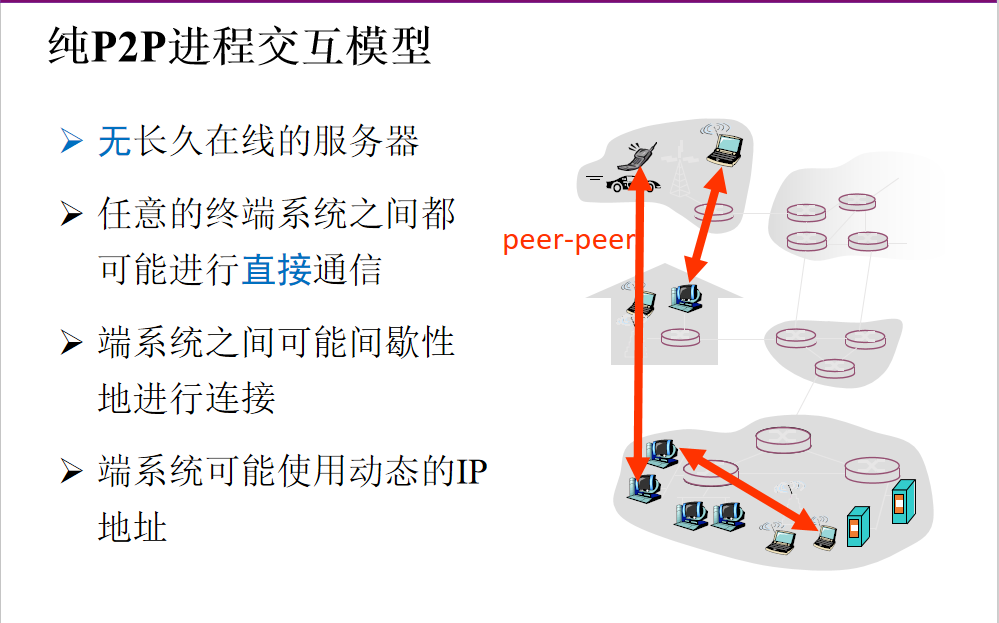 纯P2P进程交互模型
无长久在线的服务器
任意的终端系统之间都
可能进行直接通信
端系统之间可能间歇性
地进行连接
端系统可能使用动态的IP
地址
peer-peer